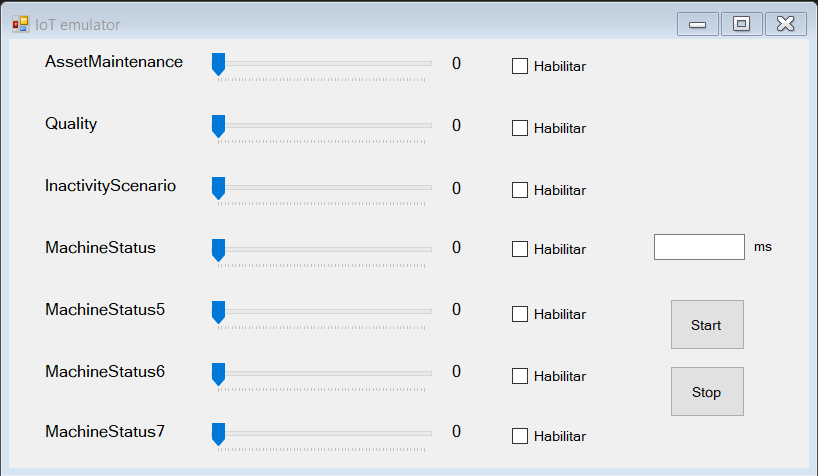 IoT emulator
AssetMaintenance 0 Habilitar
Quality 0 Habilitar
InactivityScenario 0 Habilitar
MachineStatus 0 Habilitar ms
MachineStatus5 0 Habilitar
Start
MachineStatus6 0 Habilitar
Stop
MachineStatus7 0 Habilitar